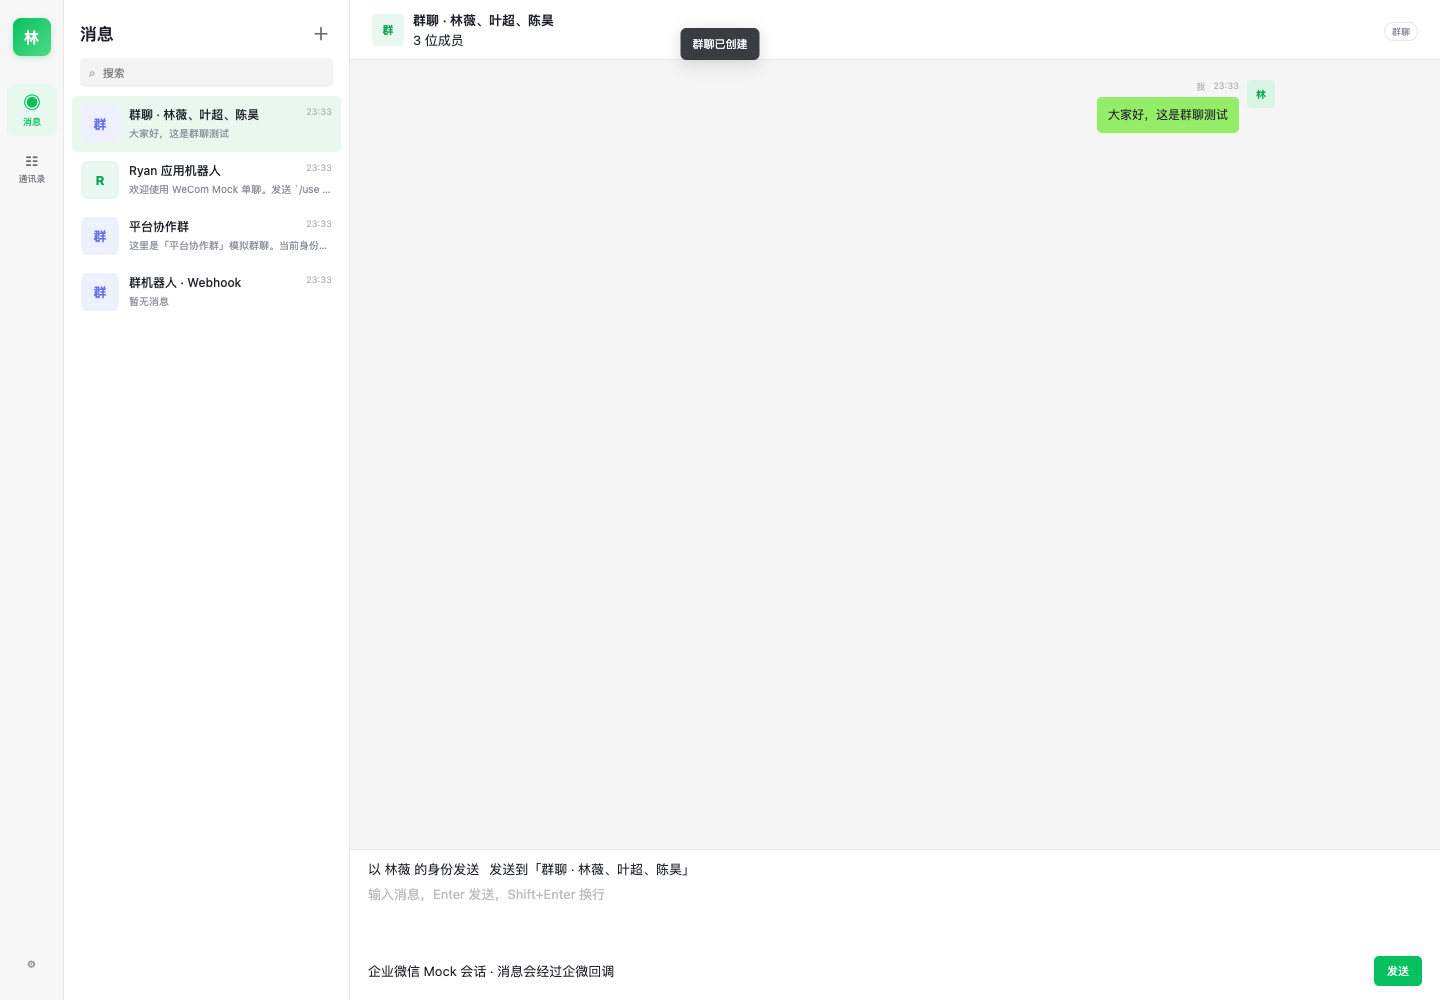 林
消息
通讯录
消息
搜索
群
群聊 · 林薇、叶超、陈昊
23:33
大家好，这是群聊测试
R
Ryan 应用机器人
23:33
欢迎使用 WeCom Mock 单聊。发送 `/use ...
群
平台协作群
23:33
这里是「平台协作群」模拟群聊。当前身份...
群
群机器人 · Webhook
23:33
暂无消息
群
群聊 · 林薇、叶超、陈昊
3 位成员
群聊已创建
群聊
我 23:33
林
大家好，这是群聊测试
以 林薇 的身份发送 发送到「群聊 · 林薇、叶超、陈昊」
输入消息，Enter 发送，Shift+Enter 换行
企业微信 Mock 会话 · 消息会经过企微回调
发送